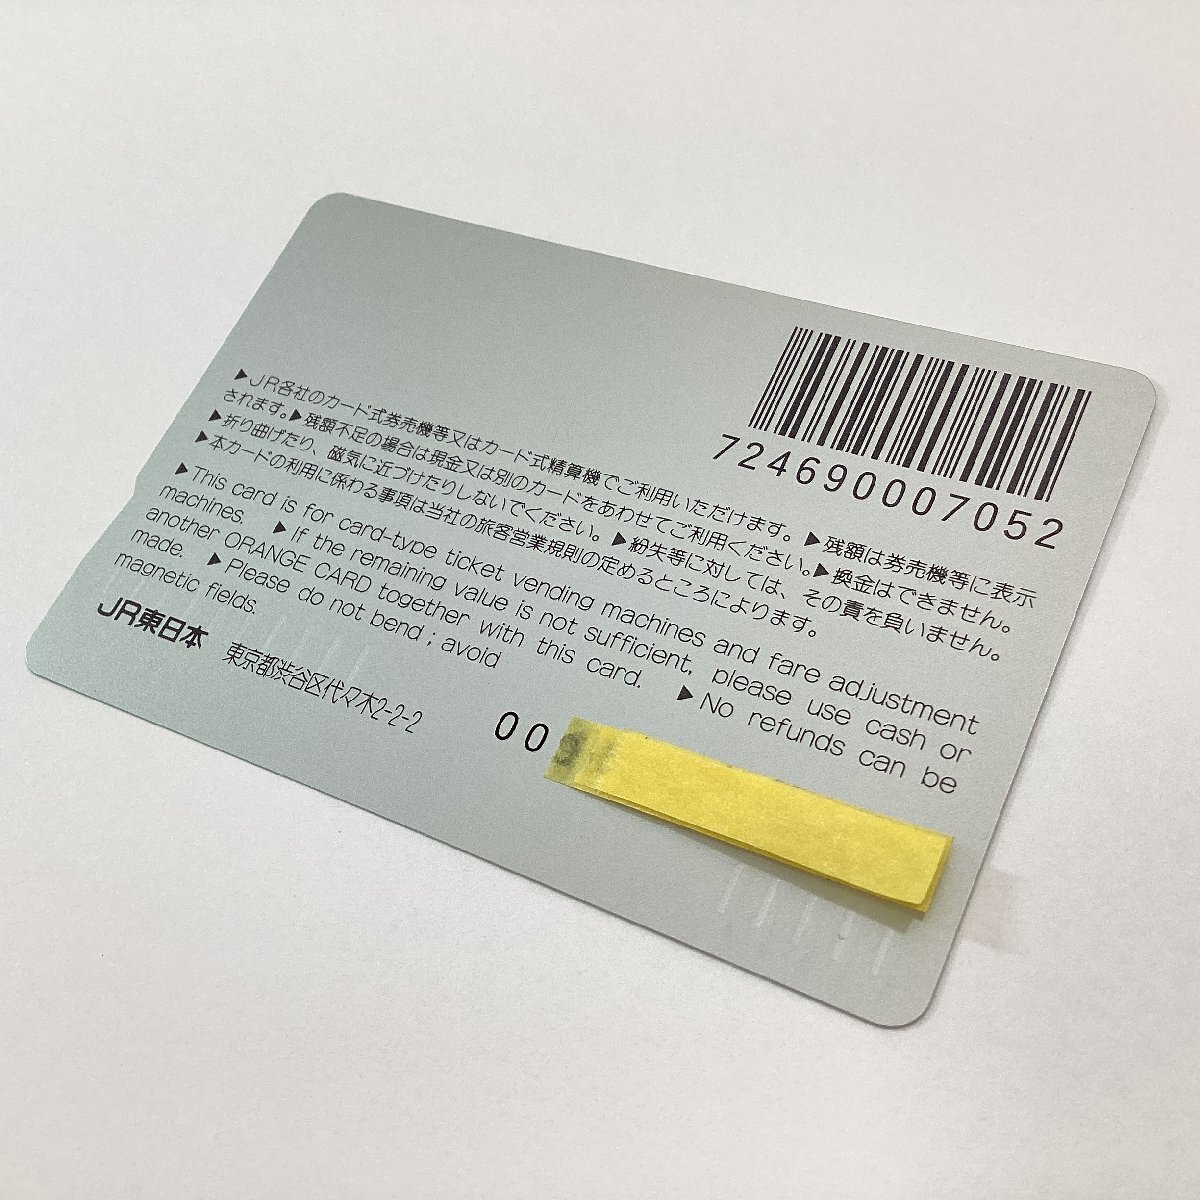 724690007052
▶JR各社のカード式券売機等又はカード式精算機でご利用いただけます。▶残額は券売機等に表示
されます。▶残額不足の場合は現金又は別のカードをあわせてご利用ください。▶換金はできません。
▶折り曲げたり、磁気に近づけたりしないでください。▶紛失等に対しては、その責を負いません。
▶本カードの利用に係わる事項は当社の旅客営業規則の定めるところによります。
▶This card is for card-type ticket vending machines and fare adjustment
machines. ▶If the remaining value is not sufficient, please use cash or
another ORANGE CARD together with this card. ▶No refunds can be
made. ▶Please do not bend; avoid
magnetic fields.
JR東日本 東京都渋谷区代々木2-2-2
00